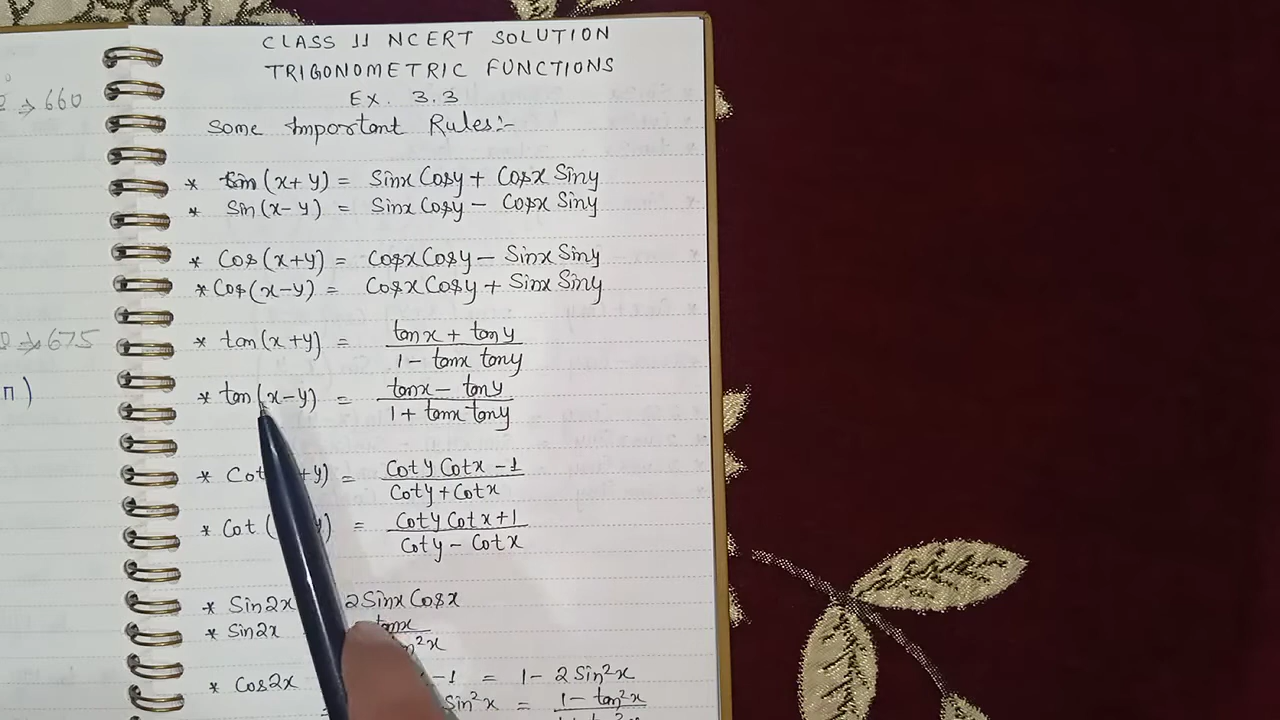 CLASS 11 NCERT SOLUTION
TRIGONOMETRIC FUNCTIONS
EX. 3.3
Some Important Rules:-
* Sin (x+y) = Sinx Cosy + Cosx Siny
* Sin(x-y) = Sinx Cosy - Cosx Siny
* Cos(x+y) = Cosx Cosy - Sinx Siny
* Cos(x-y) = Cosx Cosy + Sinx Siny
* tan(x+y) = tanx + tany / 1 - tanx tany
* tan(x-y) = tanx - tany / 1 + tanx tany
* Cot +y) = Coty Cotx -1 / Coty + Cotx
* Cot ( y) = Coty Cotx +1 / Coty - Cotx
* Sin2x 2Sinx Cosx
* Sin2x tanx / n²x
* Cos2x -1 = 1- 2Sin²x
Sin²x = 1- tan²x
→660
→675
n)